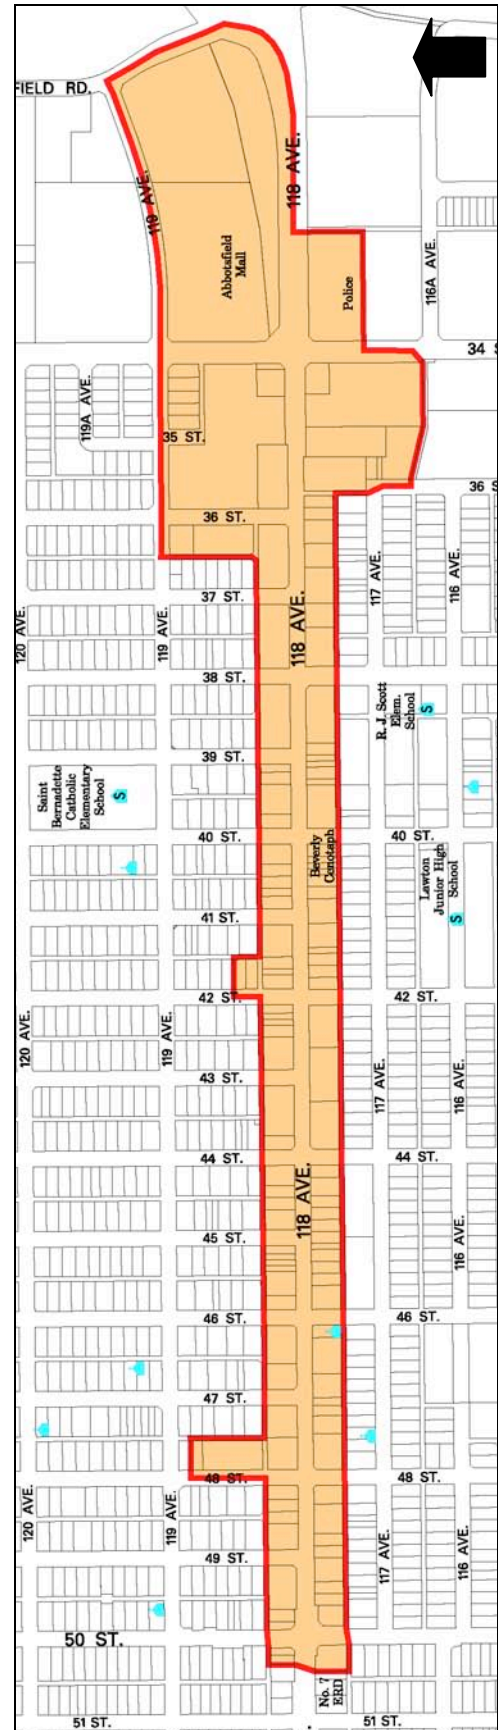 FIELD RD.
119 AVE.
118 AVE.
Abbotsfield
Mall
Police
116A AVE.
34 S
119A AVE.
35 ST.
36 ST.
36 S
37 ST.
118 AVE.
117 AVE.
116 AVE.
120 AVE.
119 AVE.
38 ST.
R. J. Scott
Elem.
School
S
39 ST.
Saint
Bernadette
Catholic
Elementary
School
S
40 ST.
Beverly
Cenotaph
40 ST.
Lawton
Junior High
School
S
41 ST.
42 ST.
42 ST.
120 AVE.
119 AVE.
43 ST.
117 AVE.
116 AVE.
44 ST.
44 ST.
118 AVE.
45 ST.
116 AVE.
46 ST.
46 ST.
47 ST.
48 ST.
48 ST.
120 AVE.
119 AVE.
49 ST.
117 AVE.
116 AVE.
50 ST.
No. 7
ERD
51 ST.
51 ST.